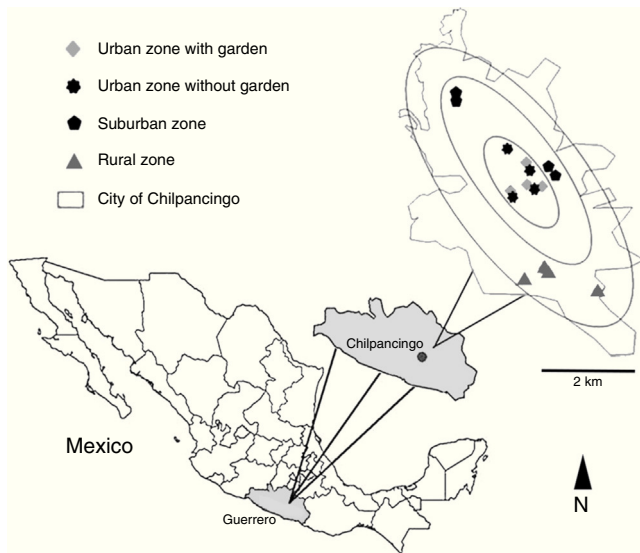 Urban zone with garden
Urban zone without garden
Suburban zone
Rural zone
City of Chilpancingo
Chilpancingo
2 km
Mexico
N
Guerrero